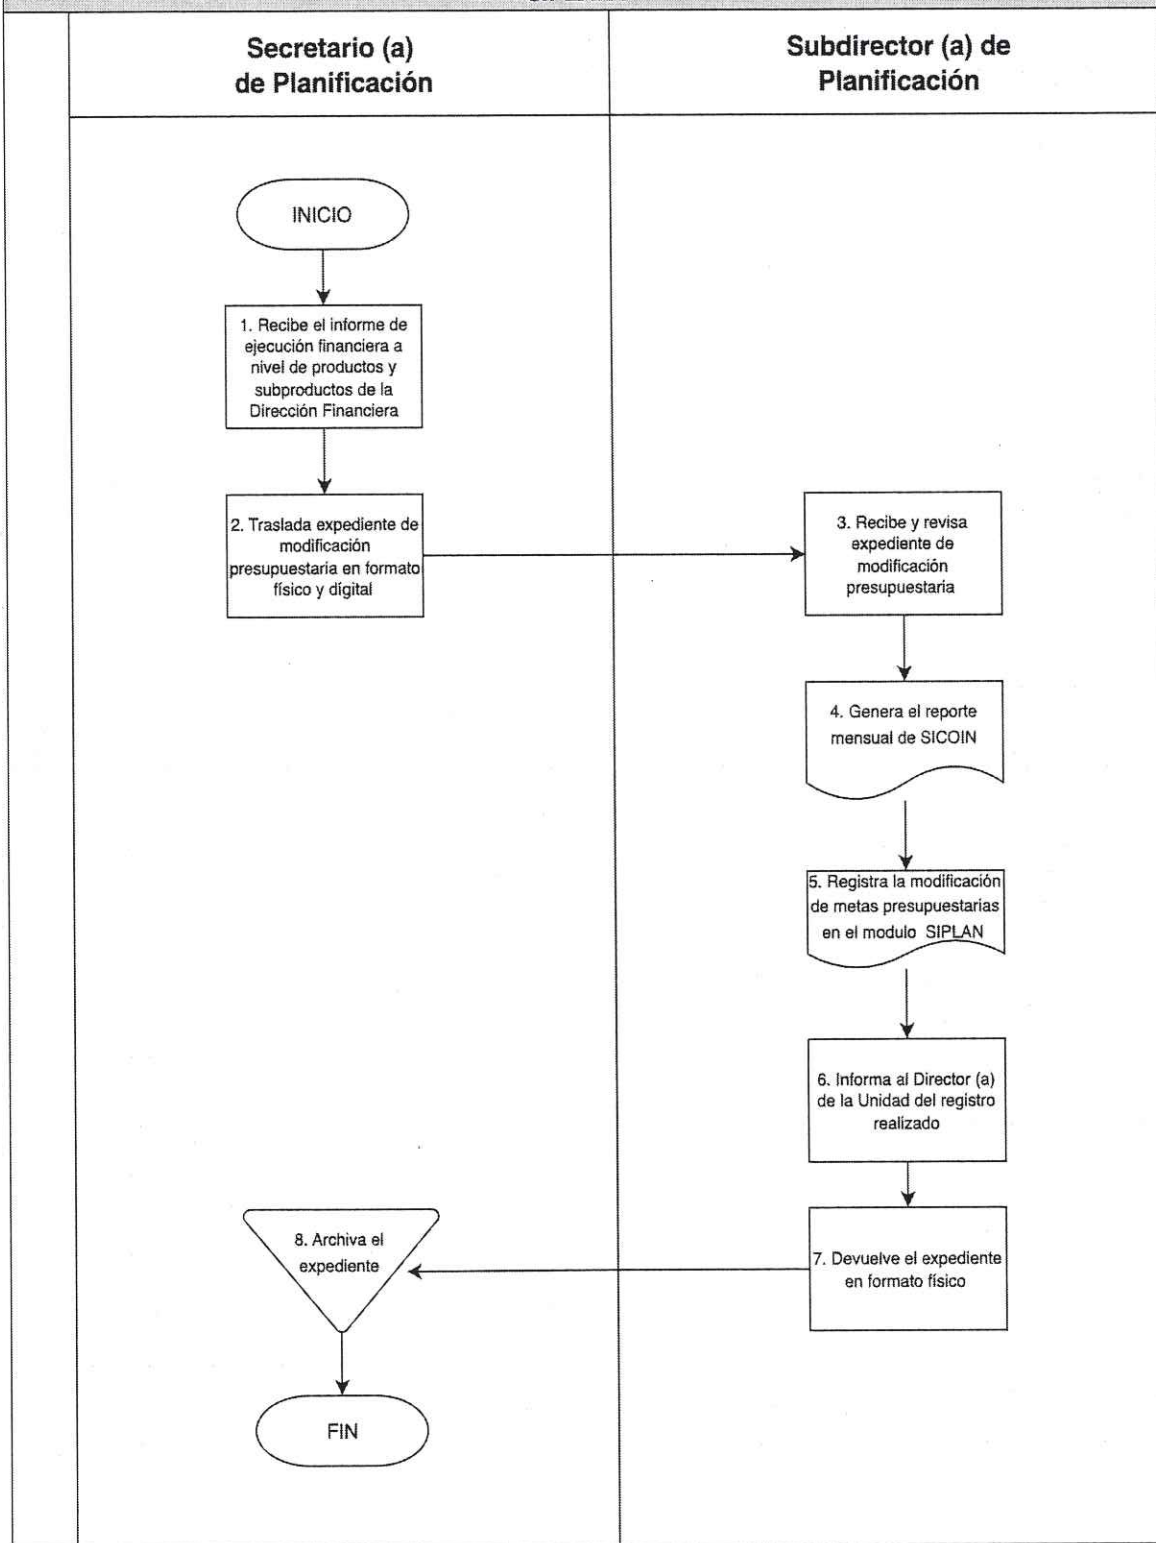 Secretario (a)
de Planificación
Subdirector (a) de
Planificación
INICIO
1. Recibe el informe de
ejecución financiera a
nivel de productos y
subproductos de la
Dirección Financiera
2. Traslada expediente de
modificación
presupuestaria en formato
físico y digital
3. Recibe y revisa
expediente de
modificación
presupuestaria
4. Genera el reporte
mensual de SICOIN
5. Registra la modificación
de metas presupuestarias
en el modulo SIPLAN
6. Informa al Director (a)
de la Unidad del registro
realizado
7. Devuelve el expediente
en formato físico
8. Archiva el
expediente
FIN